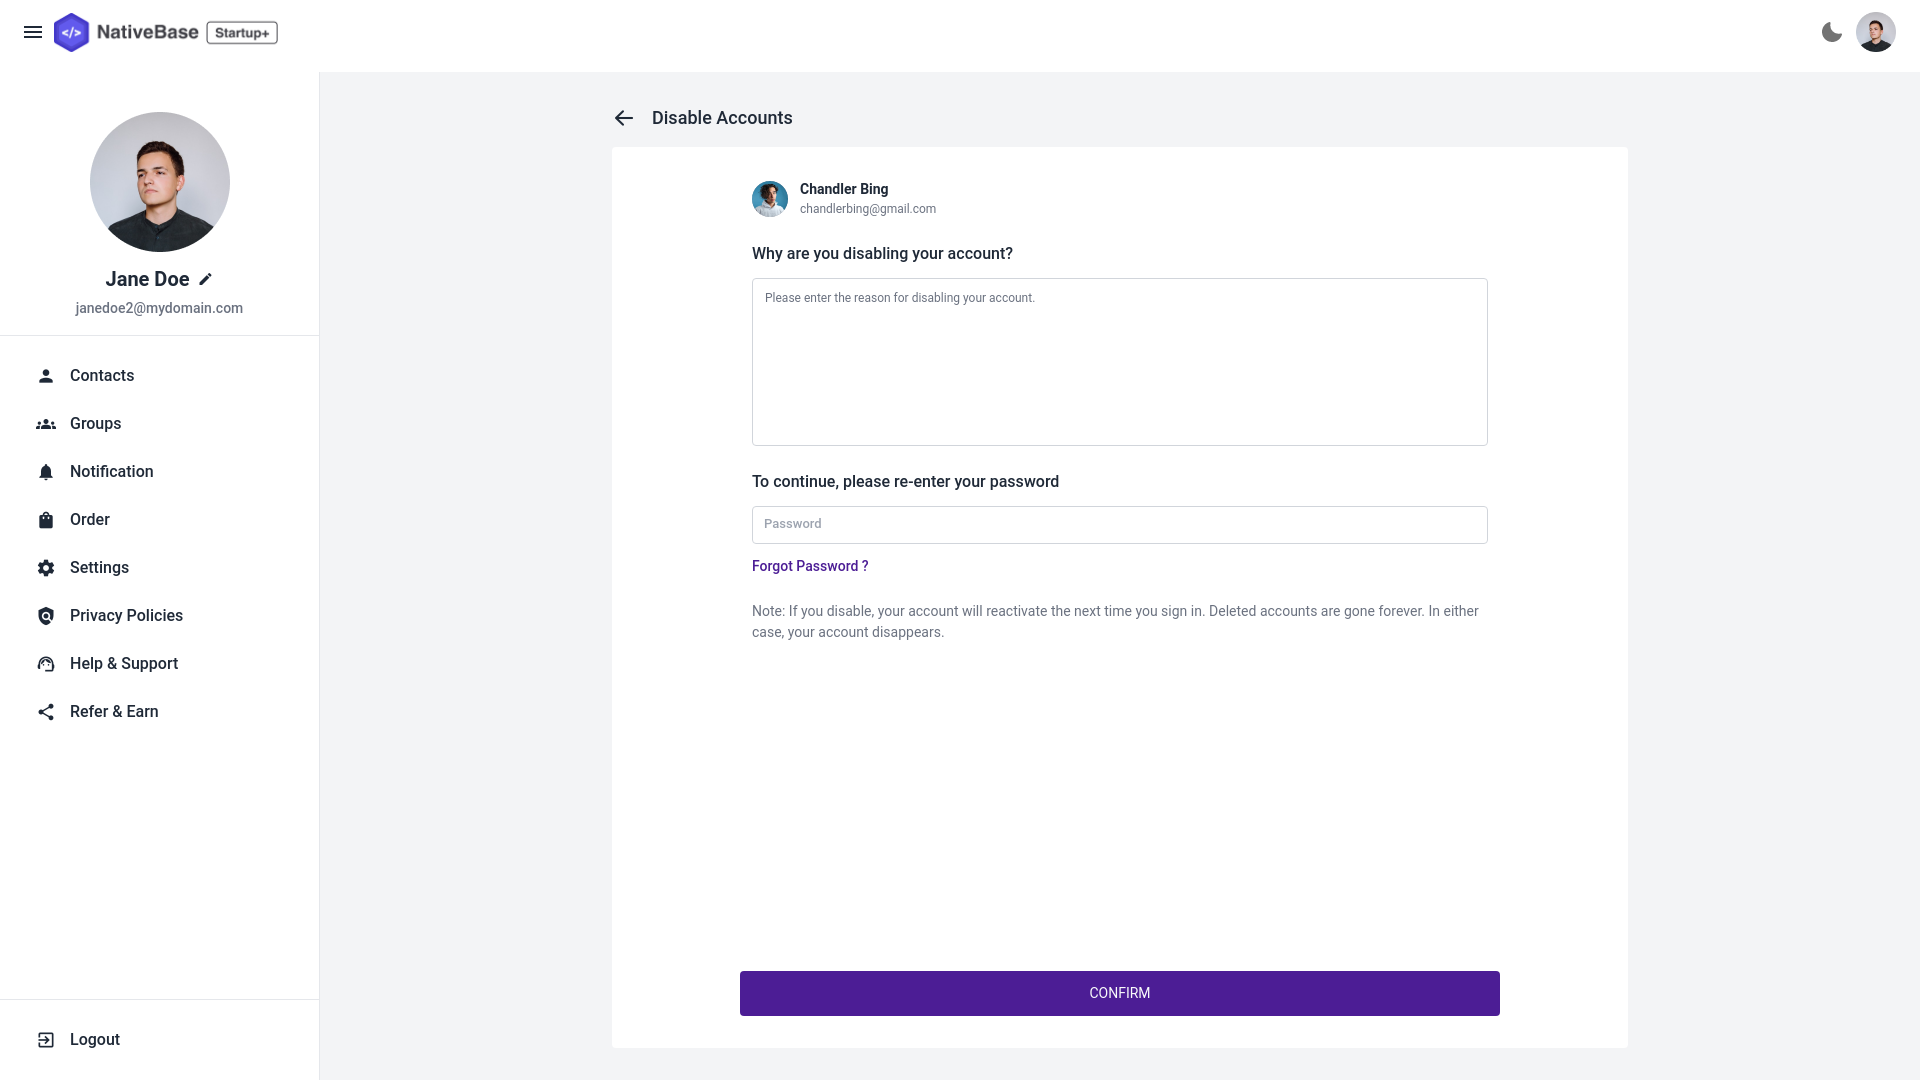 </> NativeBase Startup+
Jane Doe
janedoe2@mydomain.com
Contacts
Groups
Notification
Order
Settings
Privacy Policies
Help & Support
Refer & Earn
Logout
Disable Accounts
Chandler Bing
chandlerbing@gmail.com
Why are you disabling your account?
Please enter the reason for disabling your account.
To continue, please re-enter your password
Password
Forgot Password ?
Note: If you disable, your account will reactivate the next time you sign in. Deleted accounts are gone forever. In either
case, your account disappears.
CONFIRM